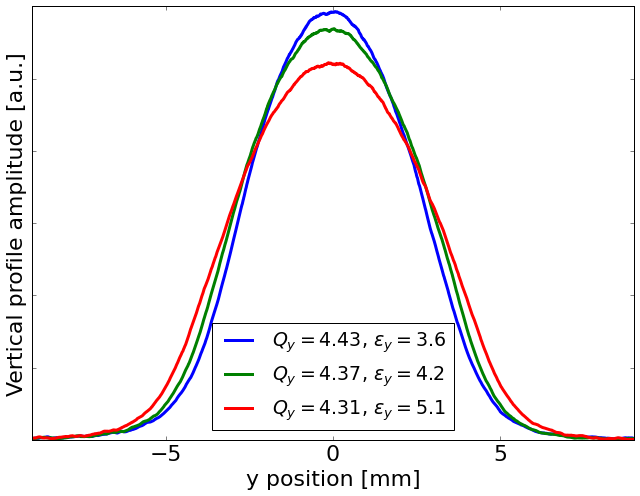 Vertical profile amplitude [a.u.]
Q_y = 4.43, ε_y = 3.6
Q_y = 4.37, ε_y = 4.2
Q_y = 4.31, ε_y = 5.1
−5 0 5
y position [mm]